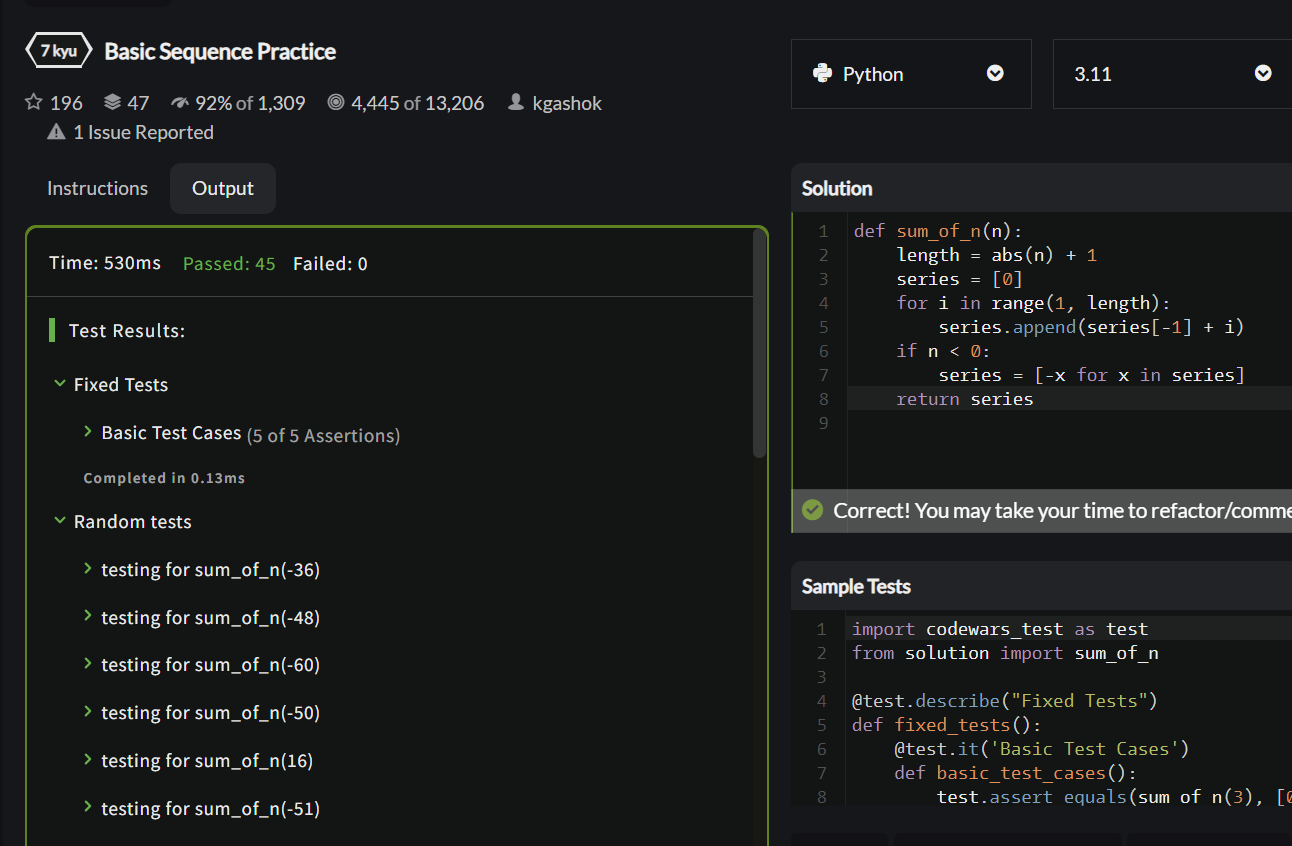 7 kyu Basic Sequence Practice
196 47 92% of 1,309 4,445 of 13,206 kgashok
1 Issue Reported
Instructions Output
Time: 530ms Passed: 45 Failed: 0
Test Results:
Fixed Tests
Basic Test Cases (5 of 5 Assertions)
Completed in 0.13ms
Random tests
testing for sum_of_n(-36)
testing for sum_of_n(-48)
testing for sum_of_n(-60)
testing for sum_of_n(-50)
testing for sum_of_n(16)
testing for sum_of_n(-51)
Python 3.11
Solution
1 def sum_of_n(n):
2 length = abs(n) + 1
3 series = [0]
4 for i in range(1, length):
5 series.append(series[-1] + i)
6 if n < 0:
7 series = [-x for x in series]
8 return series
9
Correct! You may take your time to refactor/comme
Sample Tests
1 import codewars_test as test
2 from solution import sum_of_n
3
4 @test.describe("Fixed Tests")
5 def fixed_tests():
6 @test.it('Basic Test Cases')
7 def basic_test_cases():
8 test.assert_equals(sum_of_n(3), [0